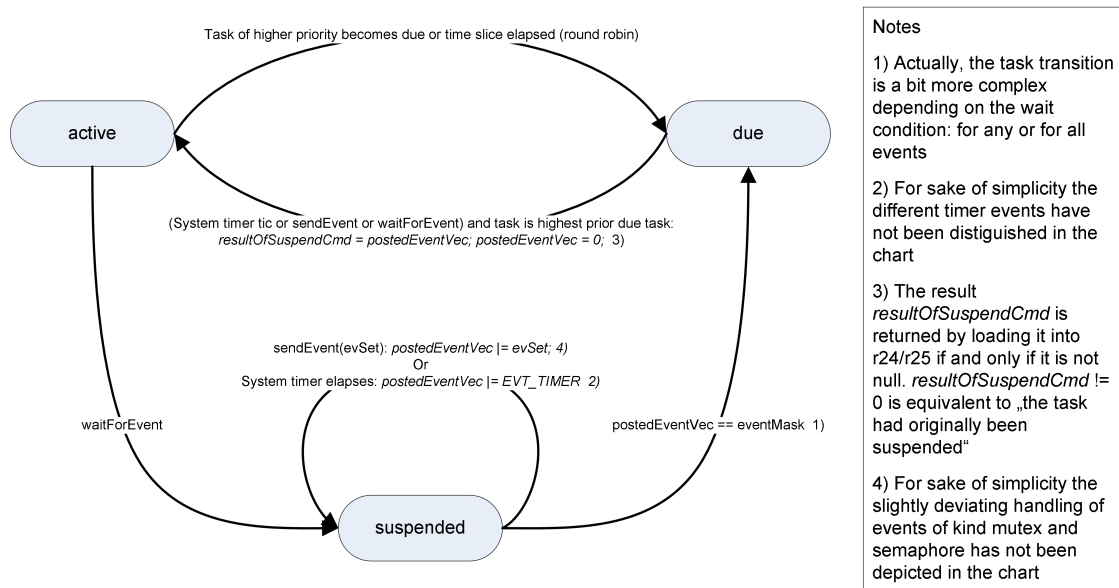 Task of higher priority becomes due or time slice elapsed (round robin)
active
due
(System timer tic or sendEvent or waitForEvent) and task is highest prior due task:
resultOfSuspendCmd = postedEventVec; postedEventVec = 0; 3)
sendEvent(evSet): postedEventVec |= evSet; 4)
Or
System timer elapses: postedEventVec |= EVT_TIMER 2)
waitForEvent
postedEventVec == eventMask 1)
suspended
Notes
1) Actually, the task transition
is a bit more complex
depending on the wait
condition: for any or for all
events
2) For sake of simplicity the
different timer events have
not been distiguished in the
chart
3) The result
resultOfSuspendCmd is
returned by loading it into
r24/r25 if and only if it is not
null. resultOfSuspendCmd !=
0 is equivalent to „the task
had originally been
suspended“
4) For sake of simplicity the
slightly deviating handling of
events of kind mutex and
semaphore has not been
depicted in the chart